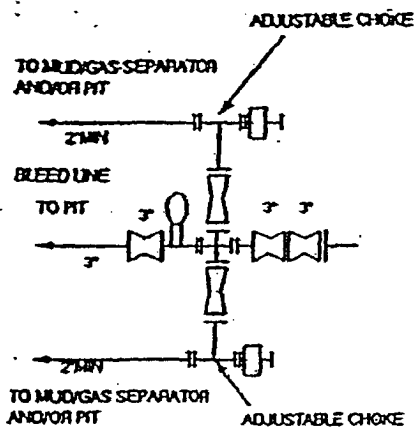 ADJUSTABLE CHOKE
TO MUD/GAS SEPARATOR
AND/OR PIT
2"MIN
BLEED LINE
TO PIT
3"
3" 3"
3"
2"MIN
TO MUD/GAS SEPARATOR
AND/OR PIT
ADJUSTABLE CHOKE